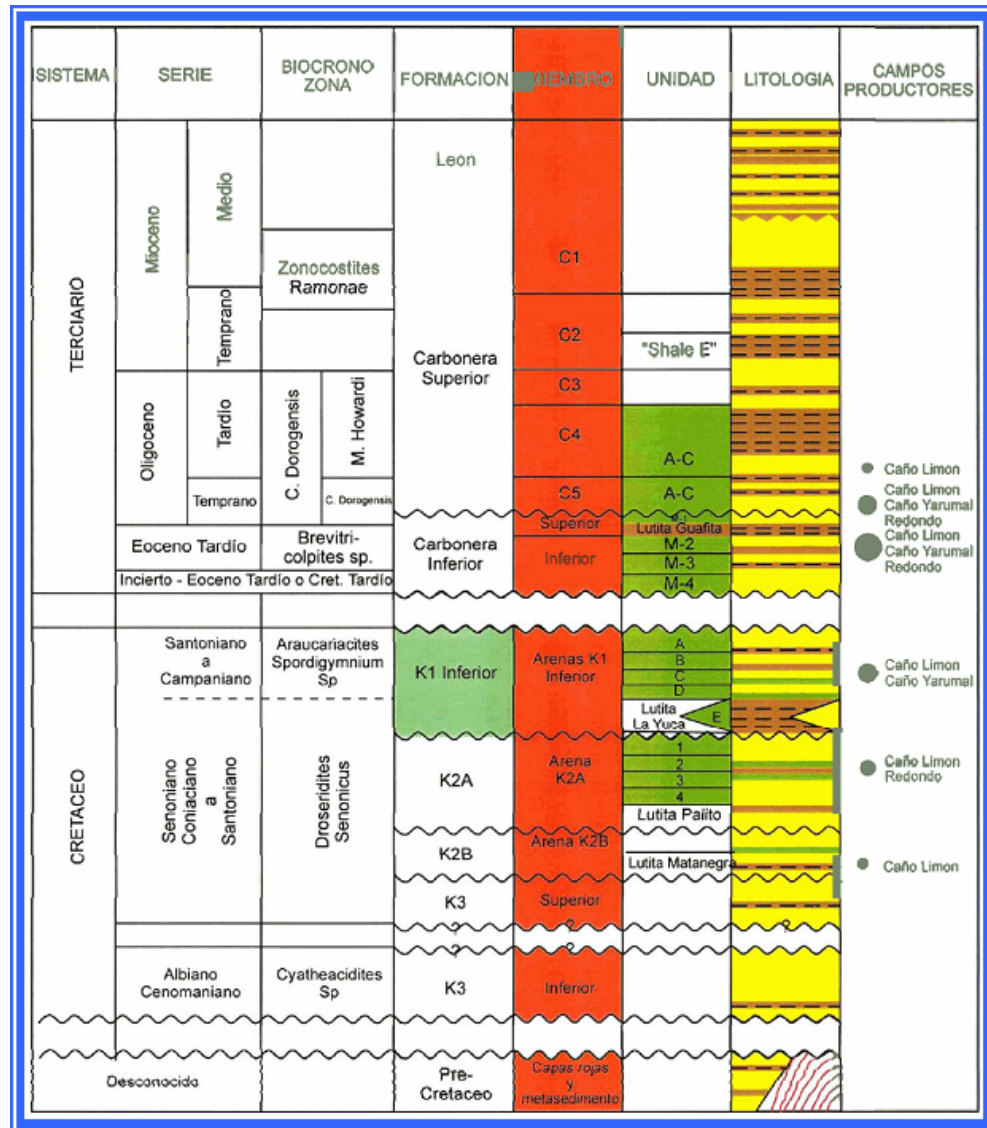 SISTEMA
SERIE
BIOCRONO
ZONA
FORMACION
MIEMBRO
UNIDAD
LITOLOGIA
CAMPOS
PRODUCTORES
TERCIARIO
Mioceno
Medio
Temprano
Zonocostites
Ramonae
Leon
Carbonera
Superior
C1
C2
"Shale E"
C3
Oligoceno
Tardío
Temprano
C. Dorogensis
M. Howardi
C. Dorogensis
C4
A-C
C5
A-C
Caño Limon
Caño Limon
Caño Yarumal
Redondo
Eoceno Tardío
Brevitri-
colpites sp.
Carbonera
Inferior
Superior
Lutita Guafita
Inferior
M-2
M-3
M-4
Caño Limon
Caño Yarumal
Redondo
Incierto - Eoceno Tardío o Cret. Tardío
CRETACEO
Santoniano
a
Campaniano
Araucariacites
Spordigymnium
Sp
K1 Inferior
Arenas K1
Inferior
A
B
C
D
Lutita
La Yuca
E
Caño Limon
Caño Yarumal
Senoniano
Coniaciano
a
Santoniano
Droseridites
Senonicus
K2A
Arena
K2A
1
2
3
4
Lutita Palito
Caño Limon
Redondo
K2B
Arena K2B
Lutita Matanegra
Caño Limon
K3
Superior
?
?
?
?
?
Albiano
Cenomaniano
Cyatheacidites
Sp
K3
Inferior
Desconocido
Pre-
Cretaceo
Capas rojas
y
metasedimento